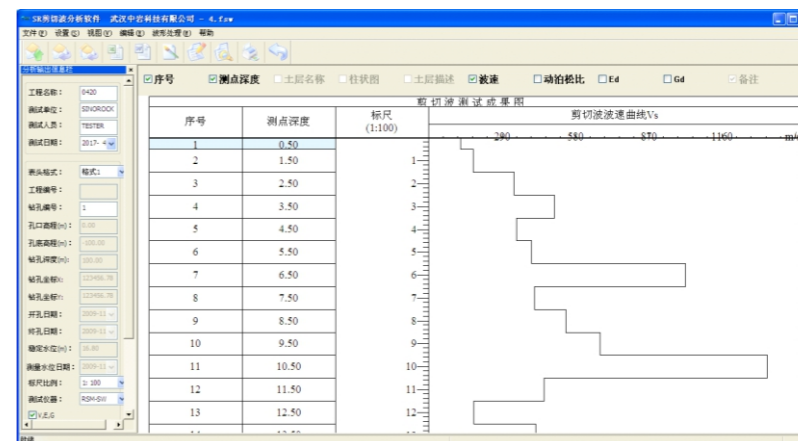 SK剪切波分析软件 武汉中岩科技有限公司 - 4.fsw
文件(F) 设置(S) 视图(V) 编辑(E) 波形处理(W) 帮助
分析输出信息栏
工程名称： 0420
测试单位： SINOROCK
测试人员： TESTER
测试日期： 2017- 4
表头格式： 格式1
工程编号：
钻孔编号： 1
孔口高程(m)： 0.00
孔底高程(m)： -100.00
钻孔深度(m)： 100.00
钻孔坐标X： 123456.78
钻孔坐标Y： 123456.78
开孔日期： 2009-11
终孔日期： 2009-11
稳定水位(m)： 16.80
测量水位日期： 2009-11
标尺比例： 1: 100
测试仪器： RSM-SW
V,E,G
就绪
序号 测点深度 土层名称 柱状图 土层描述 波速 动泊松比 Ed Gd 备注
剪切波测试成果图
序号 测点深度 标尺 剪切波波速曲线Vs
(1:100)
290 580 870 1160 m/
1 0.50
2 1.50 1
3 2.50 2
4 3.50 3
5 4.50 4
6 5.50 5
7 6.50 6
8 7.50 7
9 8.50 8
10 9.50 9
11 10.50 10
12 11.50 11
13 12.50 12